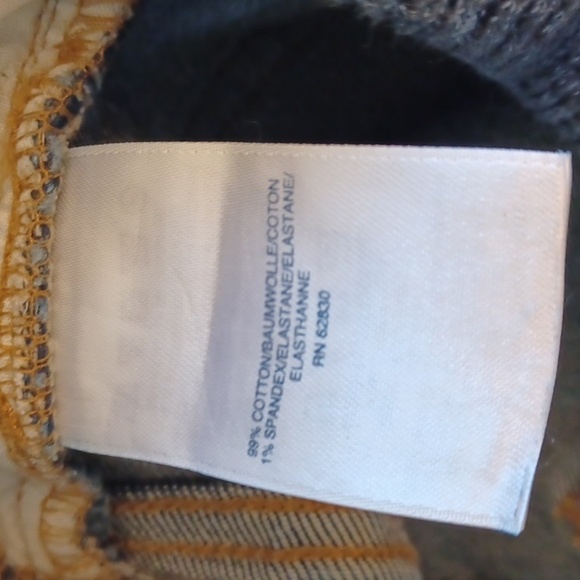 99% COTTON/BAUMWOLLE/COTON
1% SPANDEX/ELASTANE/ELASTANE/
ELASTHANNE
RN 62830